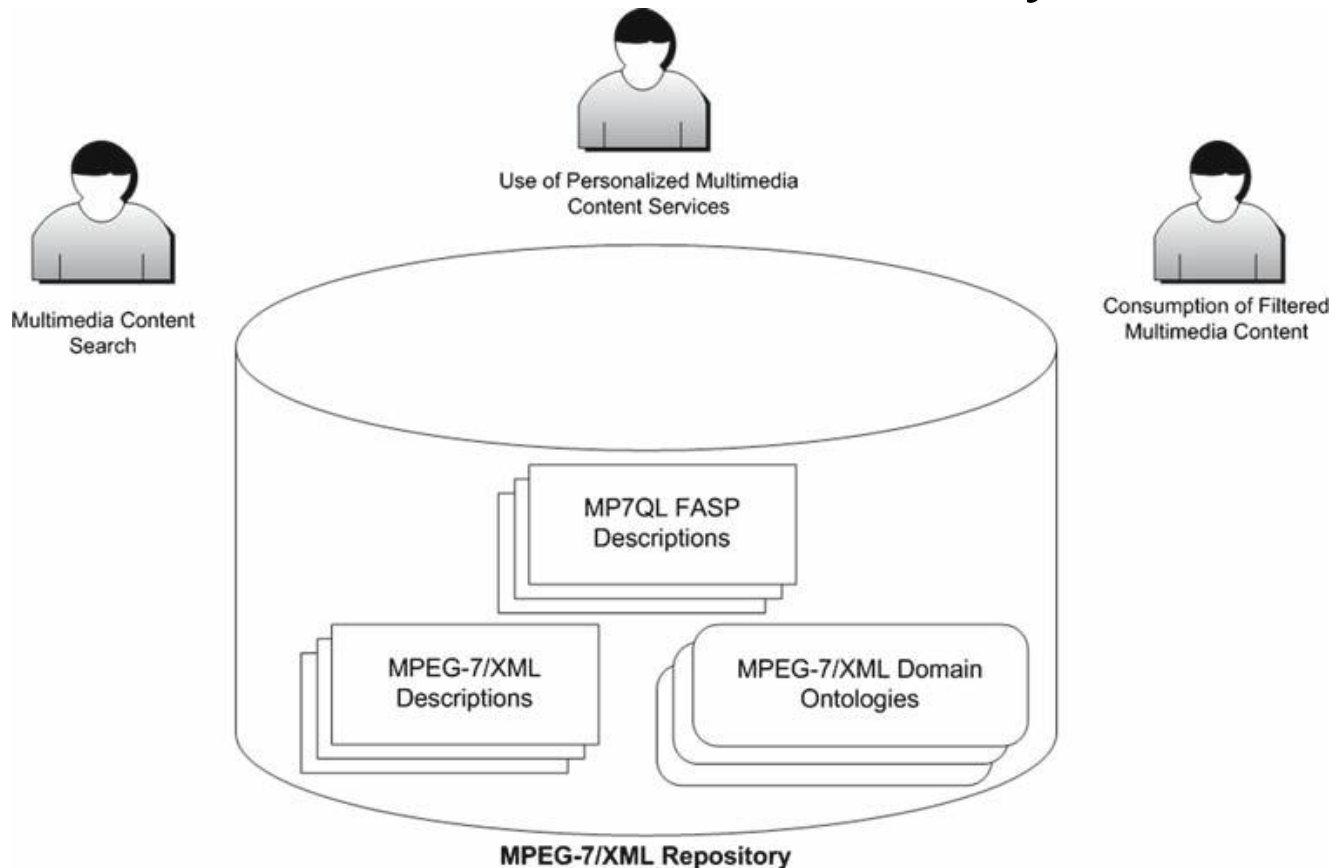 Use of Personalized Multimedia
Content Services
Multimedia Content
Search
Consumption of Filtered
Multimedia Content
MP7QL FASP
Descriptions
MPEG-7/XML
Descriptions
MPEG-7/XML Domain
Ontologies
MPEG-7/XML Repository